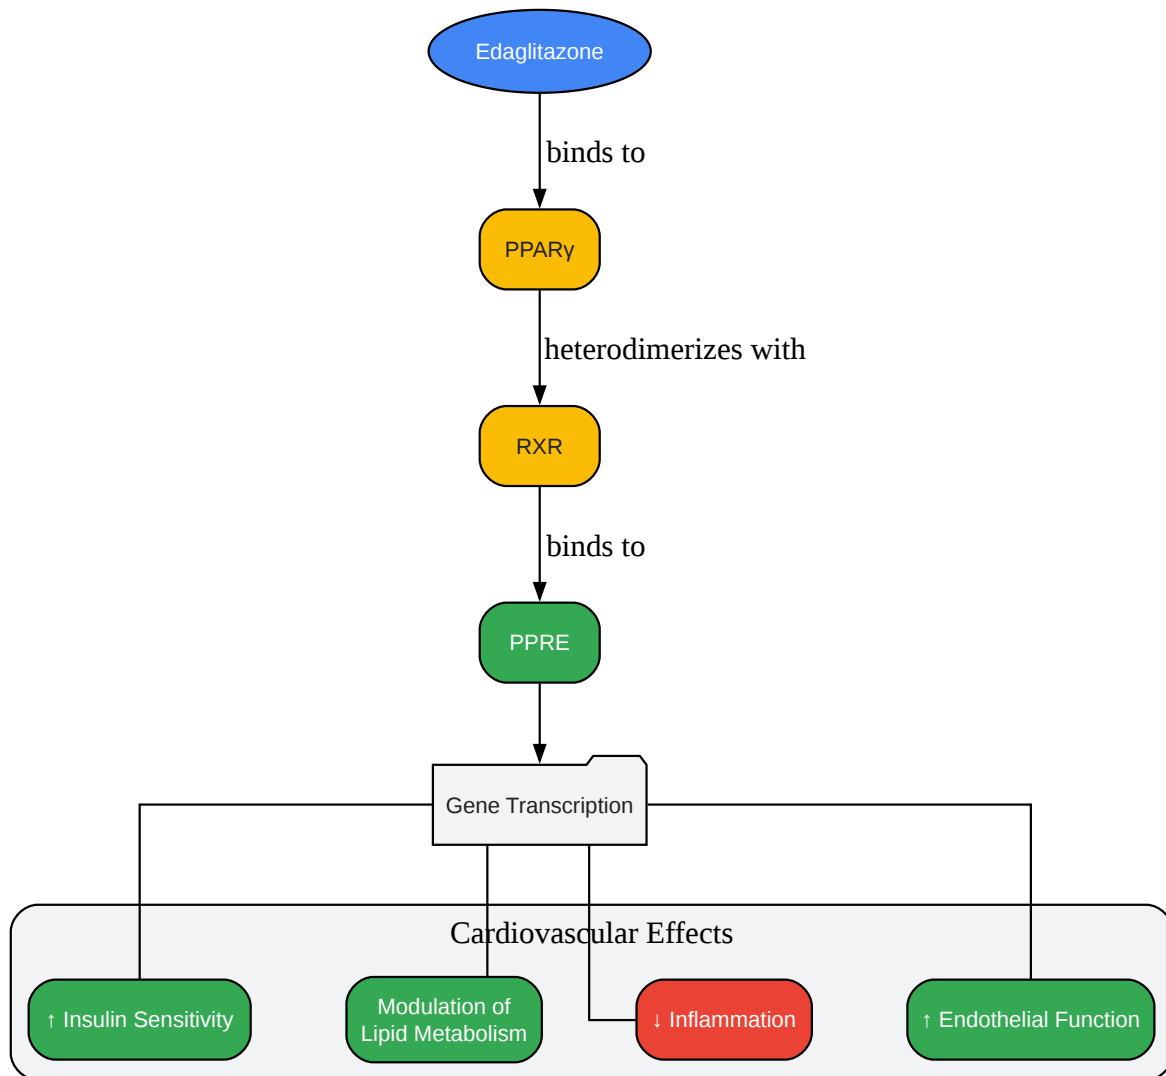 Edaglitazone
binds to
PPARγ
heterodimerizes with
RXR
binds to
PPRE
Gene Transcription
Cardiovascular Effects
↑ Insulin Sensitivity
Modulation of
Lipid Metabolism
↓ Inflammation
↑ Endothelial Function